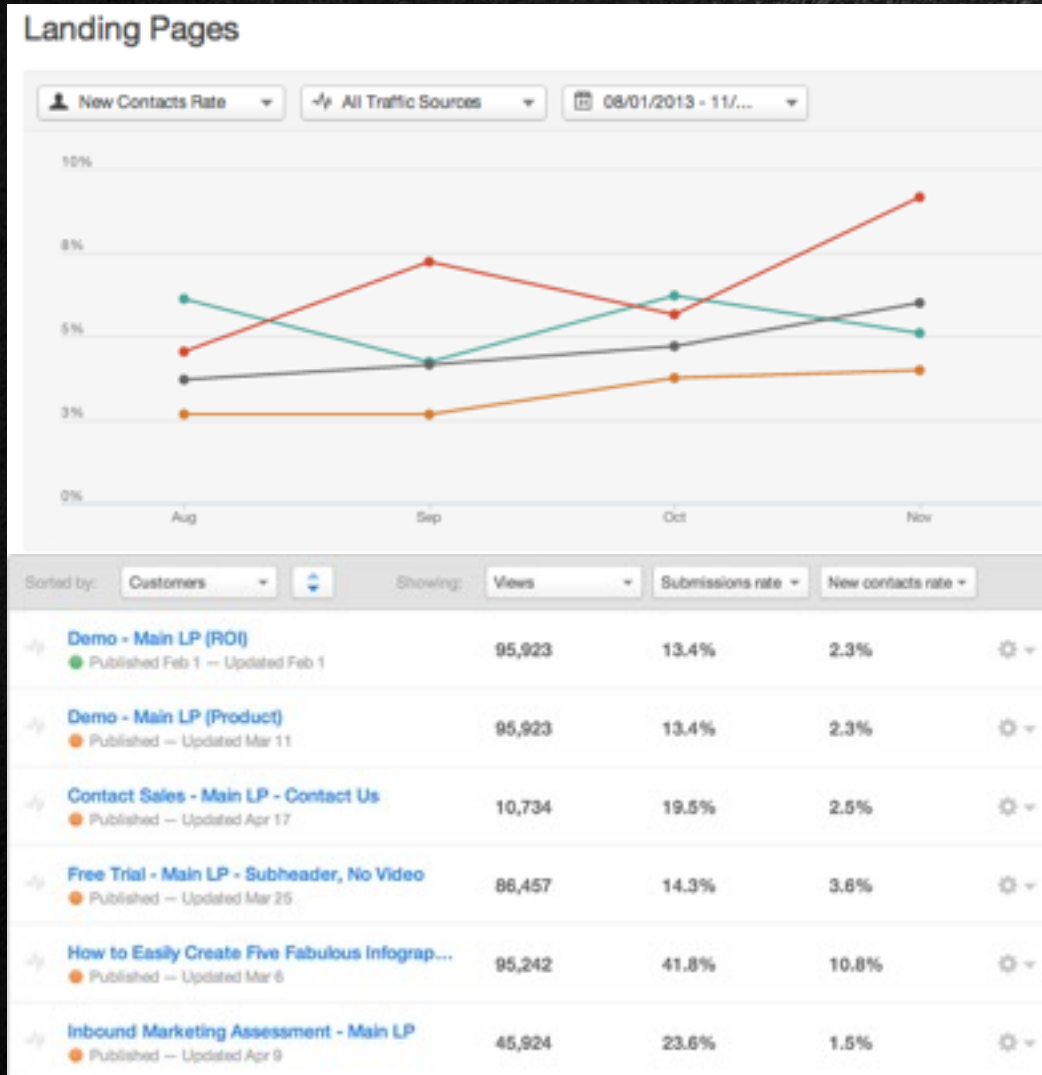 Landing Pages
New Contacts Rate All Traffic Sources 08/01/2013 - 11/...
10%
8%
5%
3%
0%
Aug Sep Oct Nov
Sorted by: Customers Showing: Views Submissions rate New contacts rate
Demo - Main LP (ROI)
Published Feb 1 — Updated Feb 1
95,923 13.4% 2.3%
Demo - Main LP (Product)
Published — Updated Mar 11
95,923 13.4% 2.3%
Contact Sales - Main LP - Contact Us
Published — Updated Apr 17
10,734 19.5% 2.5%
Free Trial - Main LP - Subheader, No Video
Published — Updated Mar 25
86,457 14.3% 3.6%
How to Easily Create Five Fabulous Infograp...
Published — Updated Mar 6
95,242 41.8% 10.8%
Inbound Marketing Assessment - Main LP
Published — Updated Apr 9
45,924 23.6% 1.5%